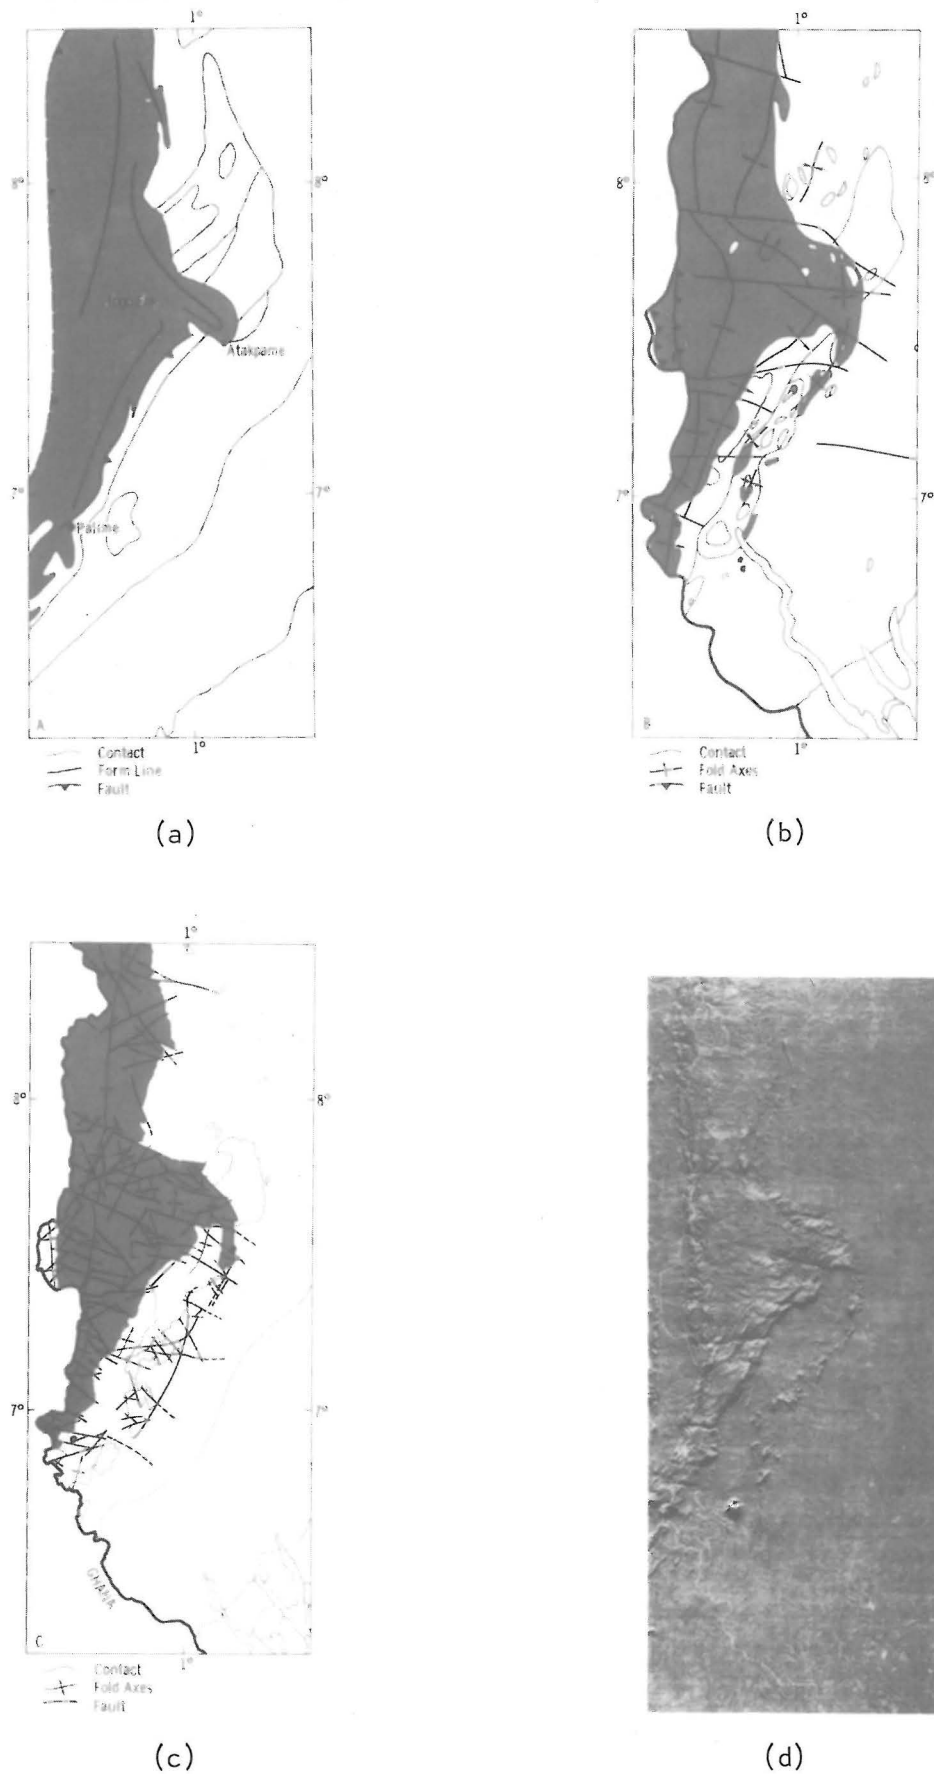 1°
1°
8°
8°
8°
8°
Atakpame
7°
7°
7°
7°
Palime
A
B
1°
1°
Contact
Form Line
Fault
Contact
Fold Axes
Fault
(a)
(b)
1°
8°
8°
7°
7°
GHANA
C
1°
Contact
Fold Axes
Fault
(c)
(d)